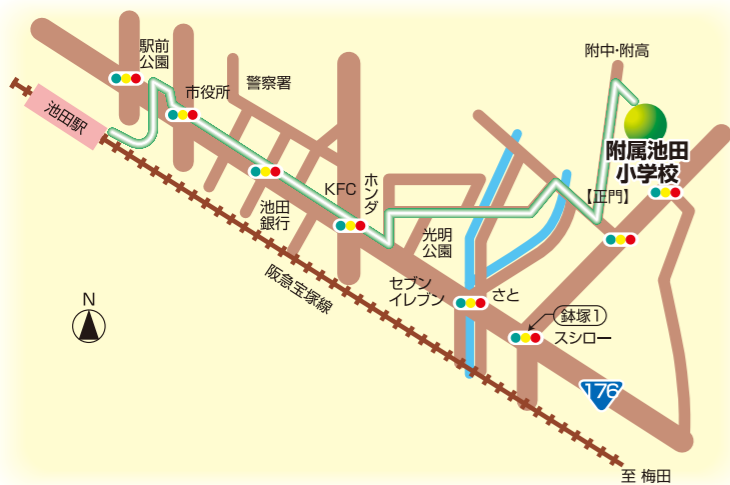 附中・附高
駅前
公園
市役所
警察署
池田駅
附属池田
小学校
【正門】
KFC
ホンダ
池田
銀行
光明
公園
阪急宝塚線
セブン
イレブン
さと
鉢塚1
スシロー
N
176
至 梅田